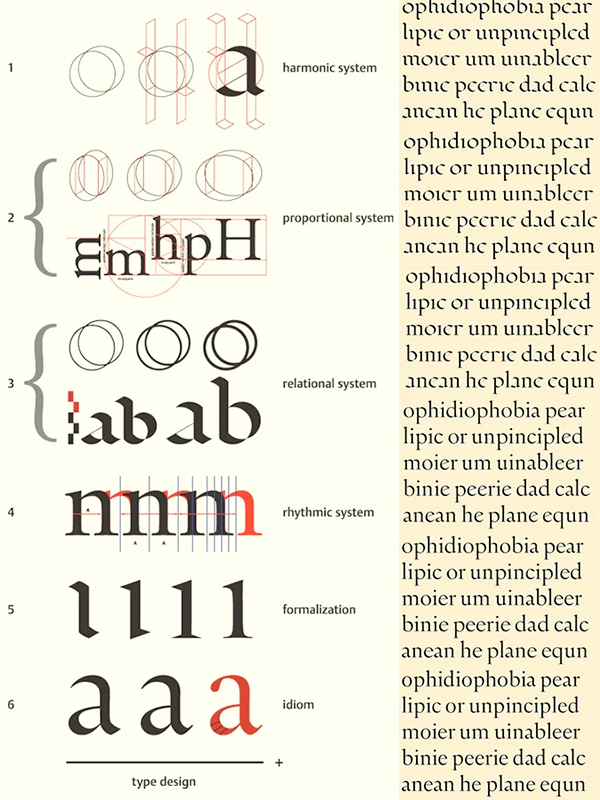 1
a
harmonic system
2
m m h p H
proportional system
3
ab ab
relational system
4
nnnn
rhythmic system
5
ı ı ı ı
formalization
6
a a a
idiom
+
type design
ophidiophobia pear
lipic or unpincipled
moier um uinableer
binie peerie dad calc
anean he plane equn
ophidiophobia pear
lipic or unpincipled
moier um uinableer
binie peerie dad calc
anean he plane equn
ophidiophobia pear
lipic or unpincipled
moier um uinableer
binie peerie dad calc
anean he plane equn
ophidiophobia pear
lipic or unpincipled
moier um uinableer
binie peerie dad calc
anean he plane equn
ophidiophobia pear
lipic or unpincipled
moier um uinableer
binie peerie dad calc
anean he plane equn
ophidiophobia pear
lipic or unpincipled
moier um uinableer
binie peerie dad calc
anean he plane equn